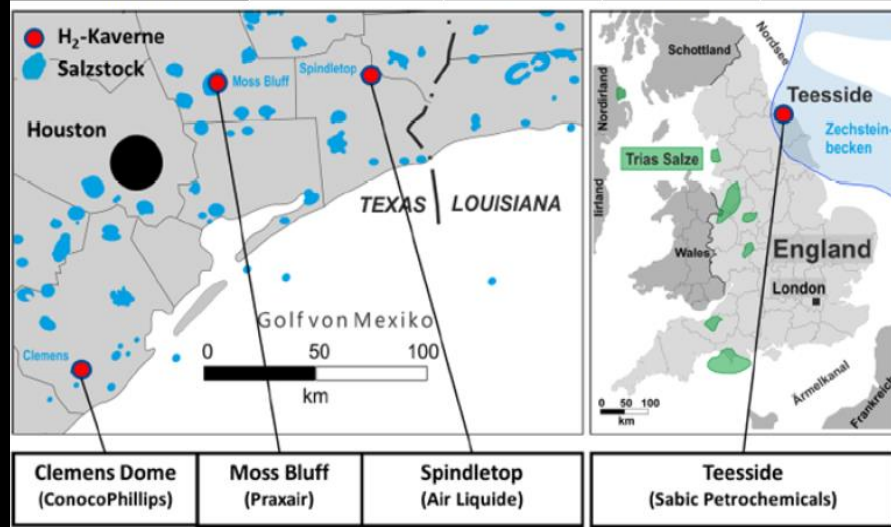 H₂-Kaverne
Salzstock
Houston
Moss Bluff
Spindletop
TEXAS
LOUISIANA
Golf von Mexiko
Clemens
0 50 100
km
Schottland
Nordsee
Nordirland
Irland
Teesside
Zechstein-
becken
Trias Salze
Wales
England
London
Ärmelkanal
Frankreich
0 50 100
km
Clemens Dome
(ConocoPhillips)
Moss Bluff
(Praxair)
Spindletop
(Air Liquide)
Teesside
(Sabic Petrochemicals)